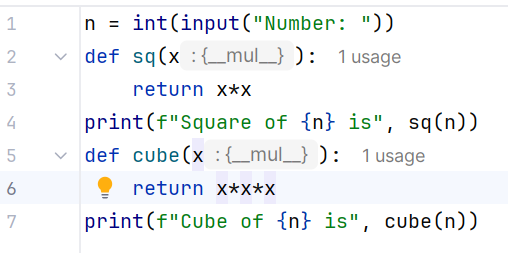 1 n = int(input("Number: "))
2 def sq(x :{__mul__}): 1 usage
3 return x*x
4 print(f"Square of {n} is", sq(n))
5 def cube(x :{__mul__}): 1 usage
6 return x*x*x
7 print(f"Cube of {n} is", cube(n))